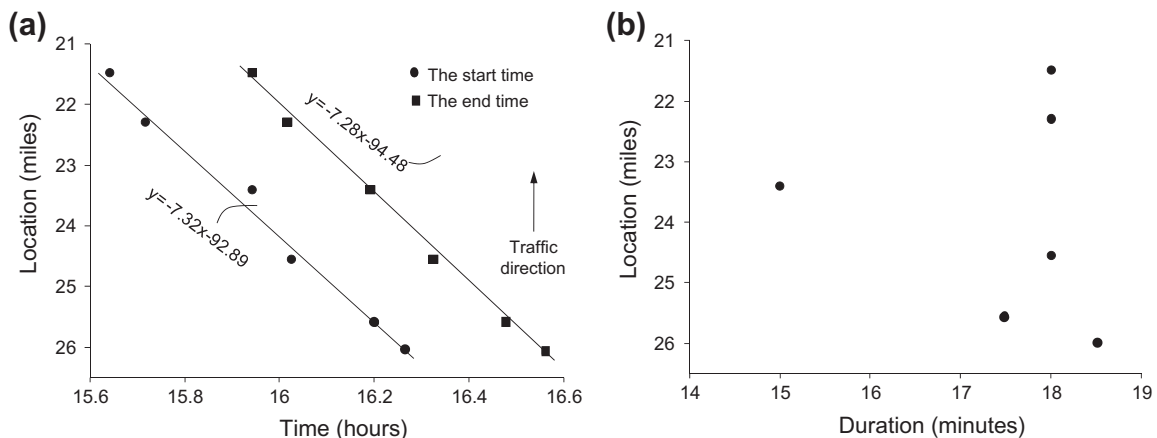 (a)
21
22
23
24
25
26
Location (miles)
15.6
15.8
16
16.2
16.4
16.6
Time (hours)
The start time
The end time
y=-7.28x-94.48
y=-7.32x-92.89
Traffic
direction
(b)
21
22
23
24
25
26
Location (miles)
14
15
16
17
18
19
Duration (minutes)